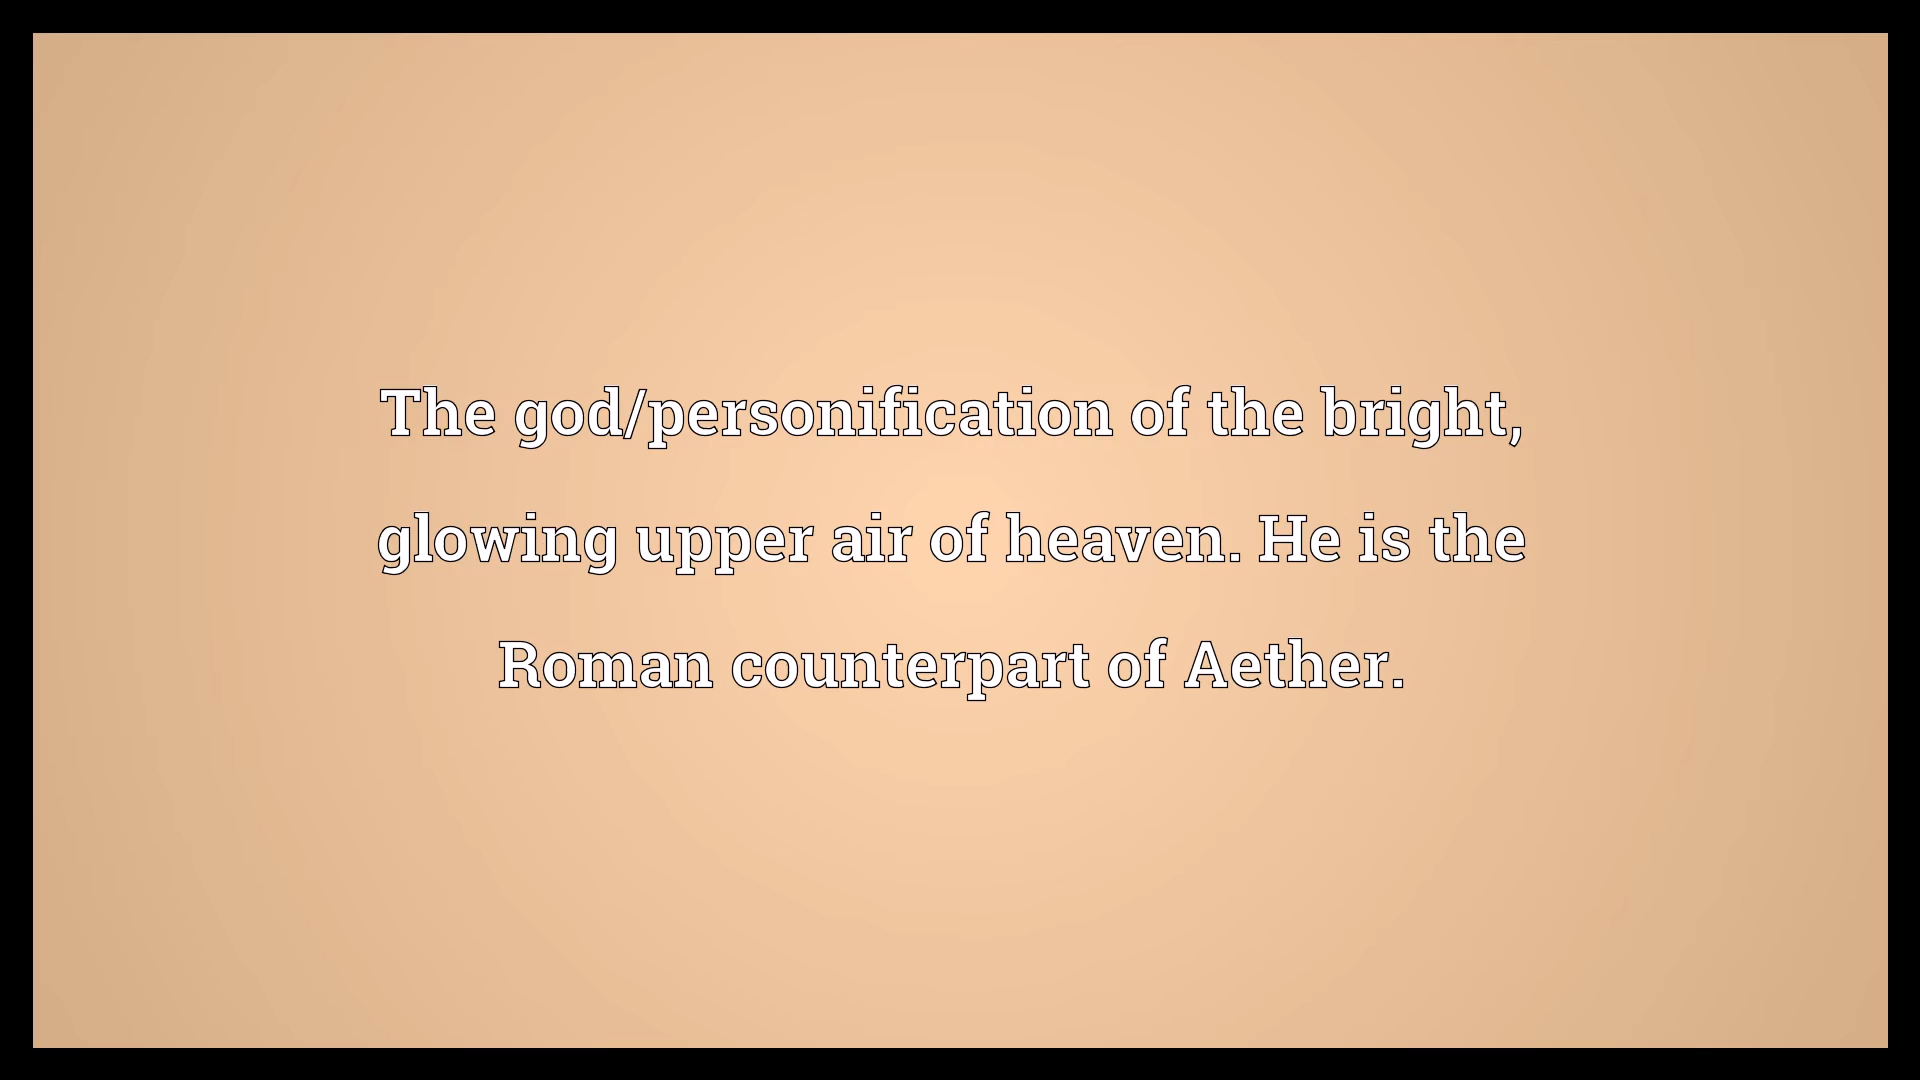 The god/personification of the bright,
glowing upper air of heaven. He is the
Roman counterpart of Aether.